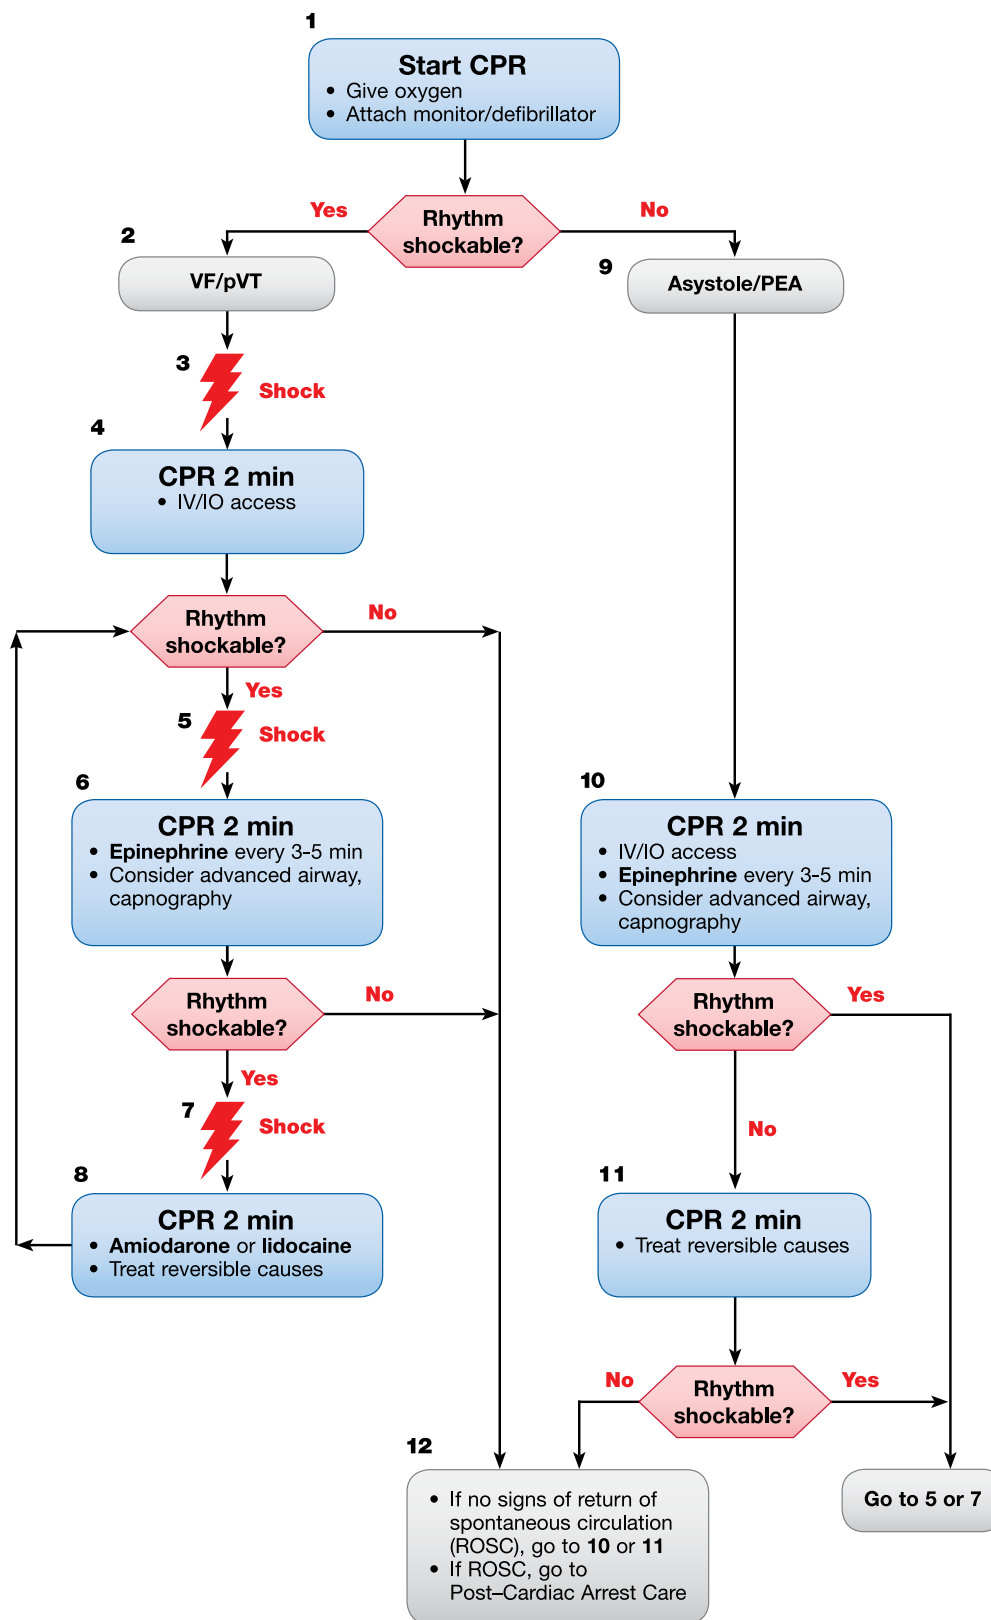 1
Start CPR
• Give oxygen
• Attach monitor/defibrillator
Rhythm
shockable?
Yes
No
2
VF/pVT
9
Asystole/PEA
3
Shock
4
CPR 2 min
• IV/IO access
Rhythm
shockable?
No
Yes
5
Shock
6
CPR 2 min
• Epinephrine every 3–5 min
• Consider advanced airway,
capnography
Rhythm
shockable?
No
Yes
7
Shock
8
CPR 2 min
• Amiodarone or lidocaine
• Treat reversible causes
10
CPR 2 min
• IV/IO access
• Epinephrine every 3–5 min
• Consider advanced airway,
capnography
Rhythm
shockable?
Yes
No
11
CPR 2 min
• Treat reversible causes
Rhythm
shockable?
No
Yes
12
• If no signs of return of
spontaneous circulation
(ROSC), go to 10 or 11
• If ROSC, go to
Post–Cardiac Arrest Care
Go to 5 or 7